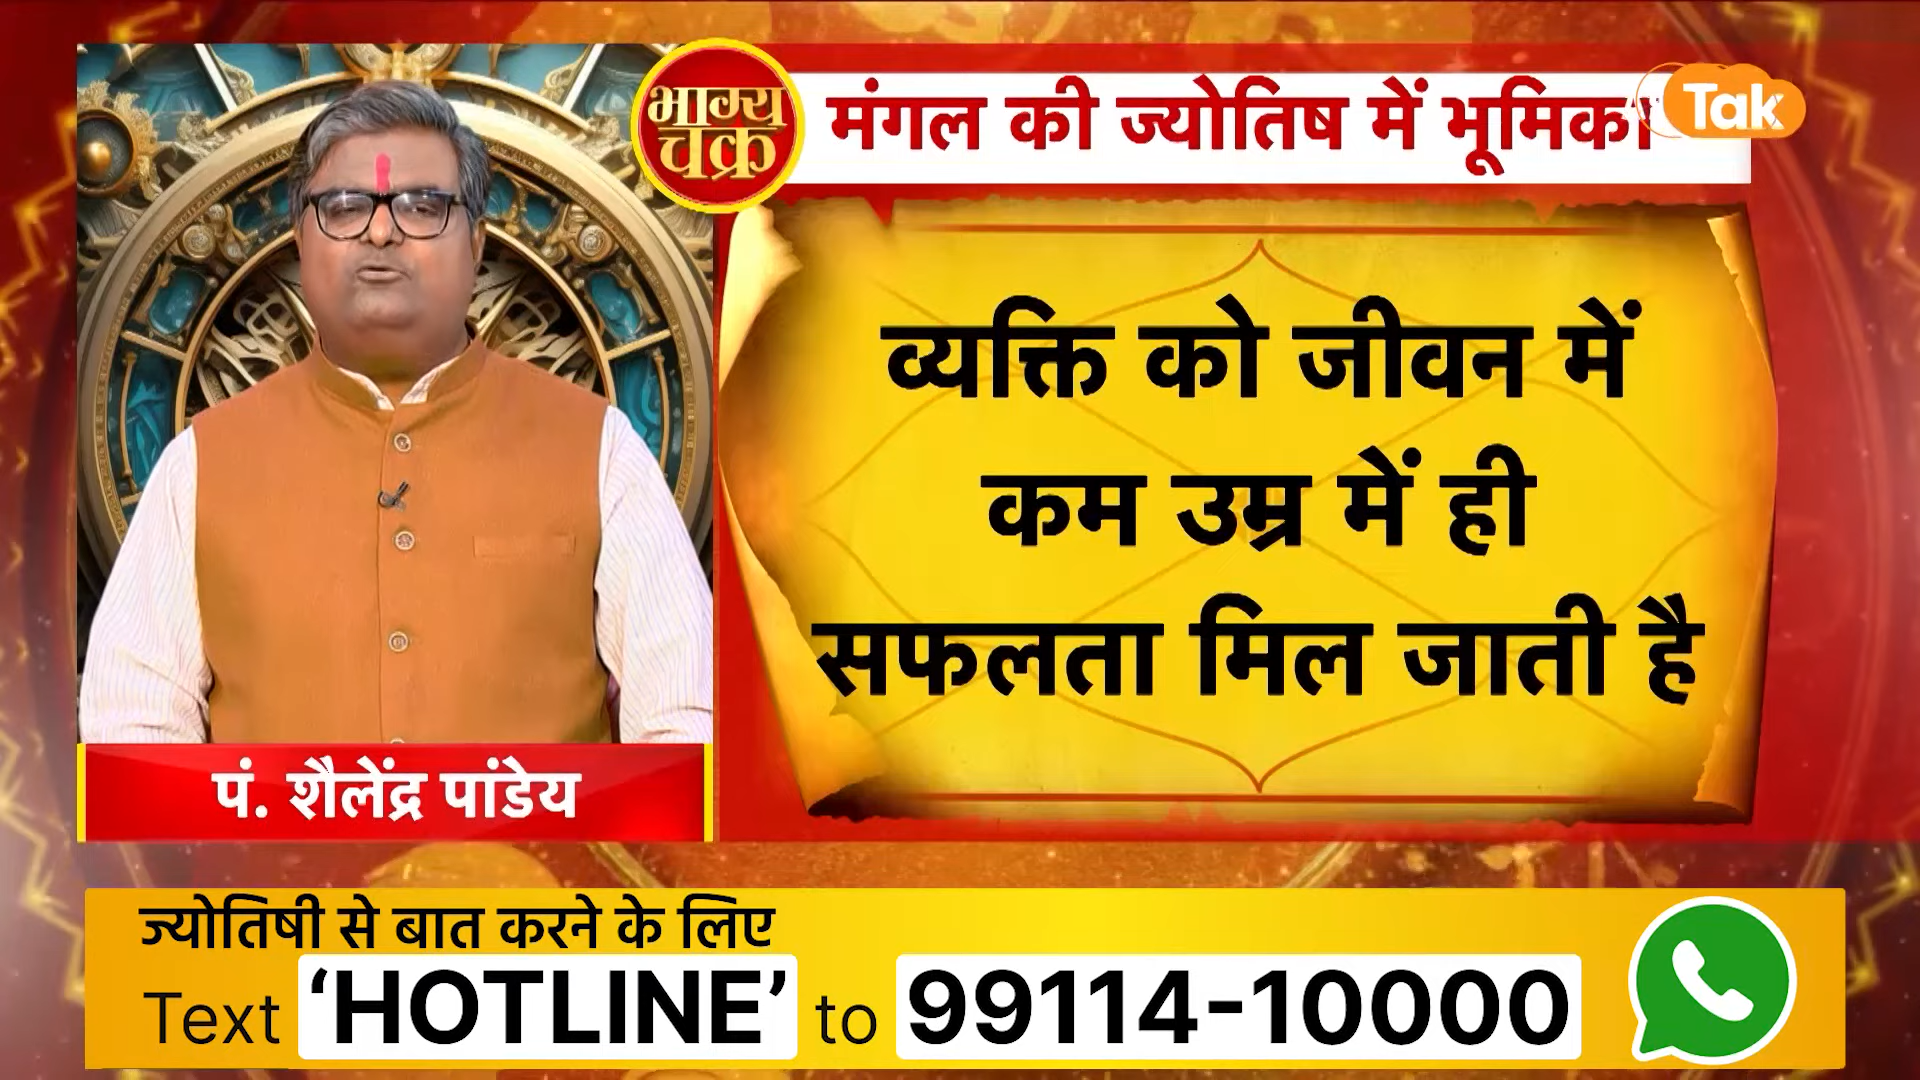 भाग्य
चक्र
मंगल की ज्योतिष में भूमिका
Tak
व्यक्ति को जीवन में
कम उम्र में ही
सफलता मिल जाती है
पं. शैलेंद्र पांडेय
ज्योतिषी से बात करने के लिए
Text ‘HOTLINE’ to 99114-10000